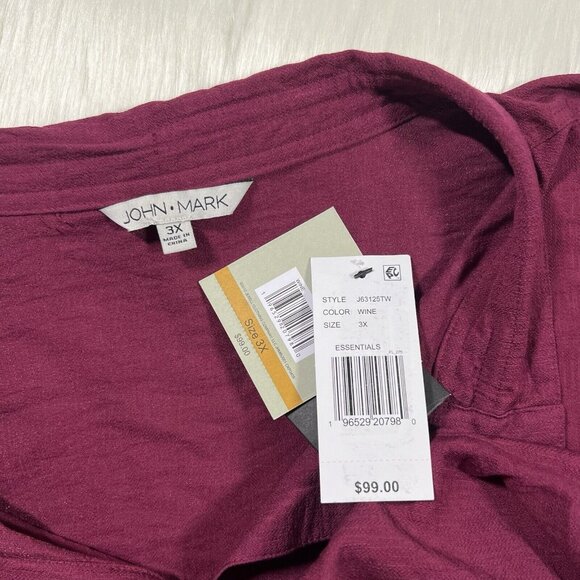 JOHN • MARK
3X
MADE IN
CHINA
WINE
Size 3X
$99.00
STYLE J63125TW
COLOR WINE
SIZE 3X
ESSENTIALS
1 96529 20798 0
$99.00